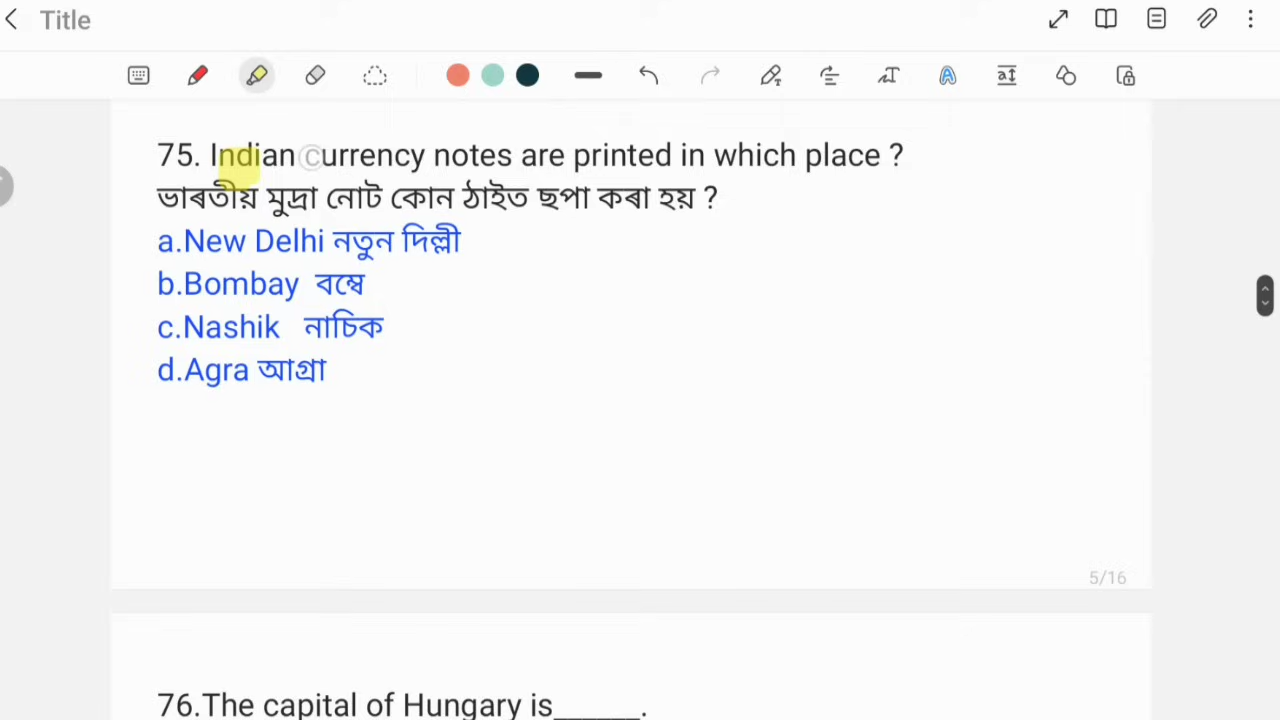 Title
75. Indian Currency notes are printed in which place ?
ভাৰতীয় মুদ্ৰা নোট কোন ঠাইত ছপা কৰা হয় ?
a.New Delhi নতুন দিল্লী
b.Bombay বম্বে
c.Nashik নাচিক
d.Agra আগ্ৰা
5/16
76.The capital of Hungary is______.